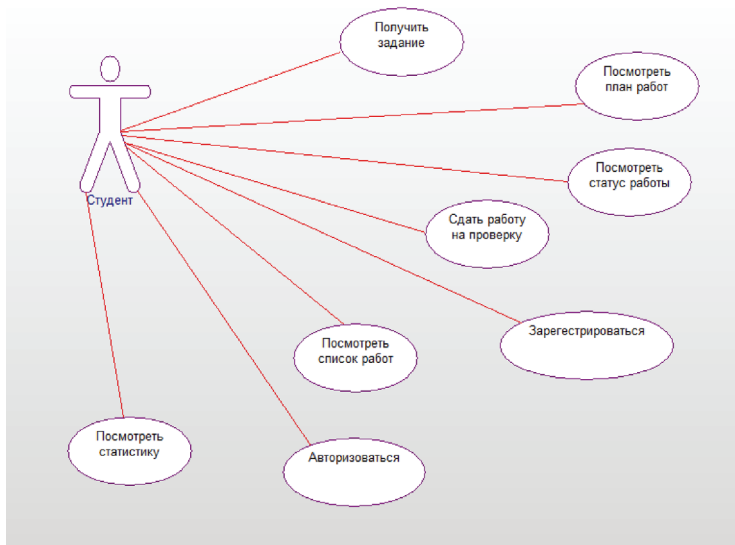 Получить
задание
Посмотреть
план работ
Посмотреть
статус работы
Студент
Сдать работу
на проверку
Зарегестрироваться
Посмотреть
список работ
Посмотреть
статистику
Авторизоваться